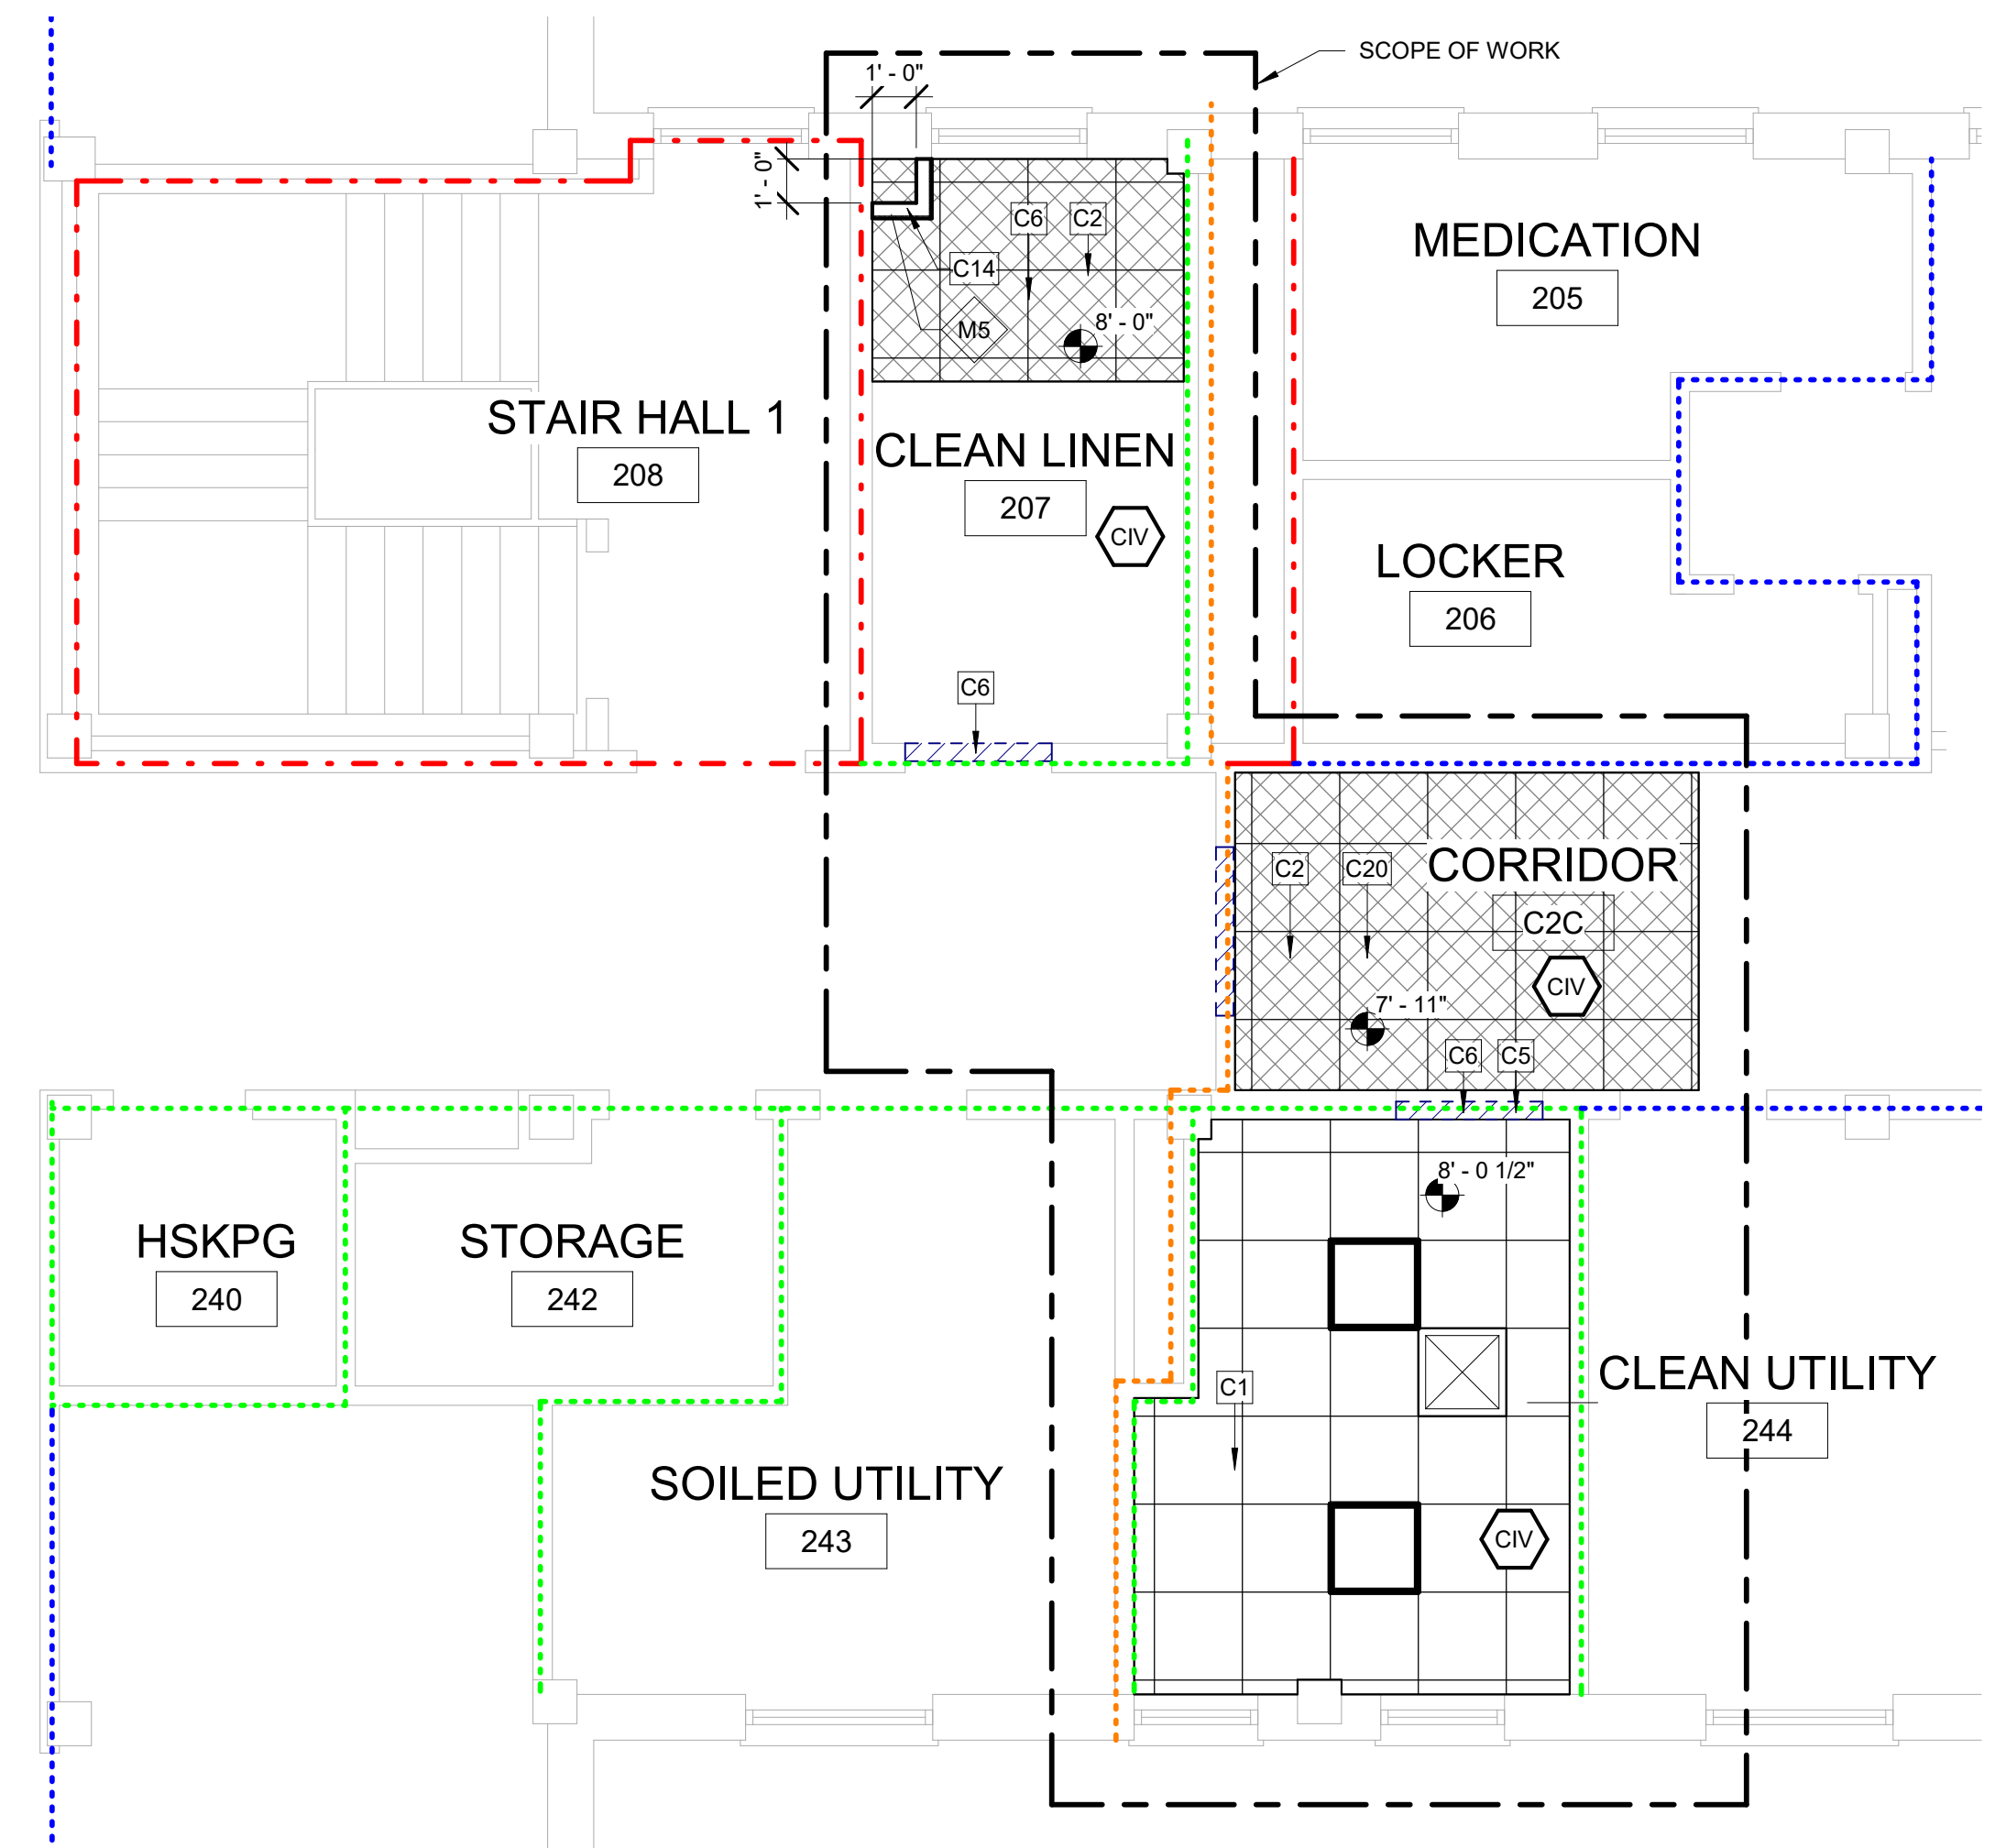 SCOPE OF WORK
1' - 0"
1' - 0"
C6
C2
C14
M5
8' - 0"
MEDICATION
205
STAIR HALL 1
208
CLEAN LINEN
207
CIV
LOCKER
206
C6
C2
C20
CORRIDOR
C2C
CIV
7' - 11"
C6
C5
8' - 0 1/2"
HSKPG
240
STORAGE
242
C1
CLEAN UTILITY
244
SOILED UTILITY
243
CIV